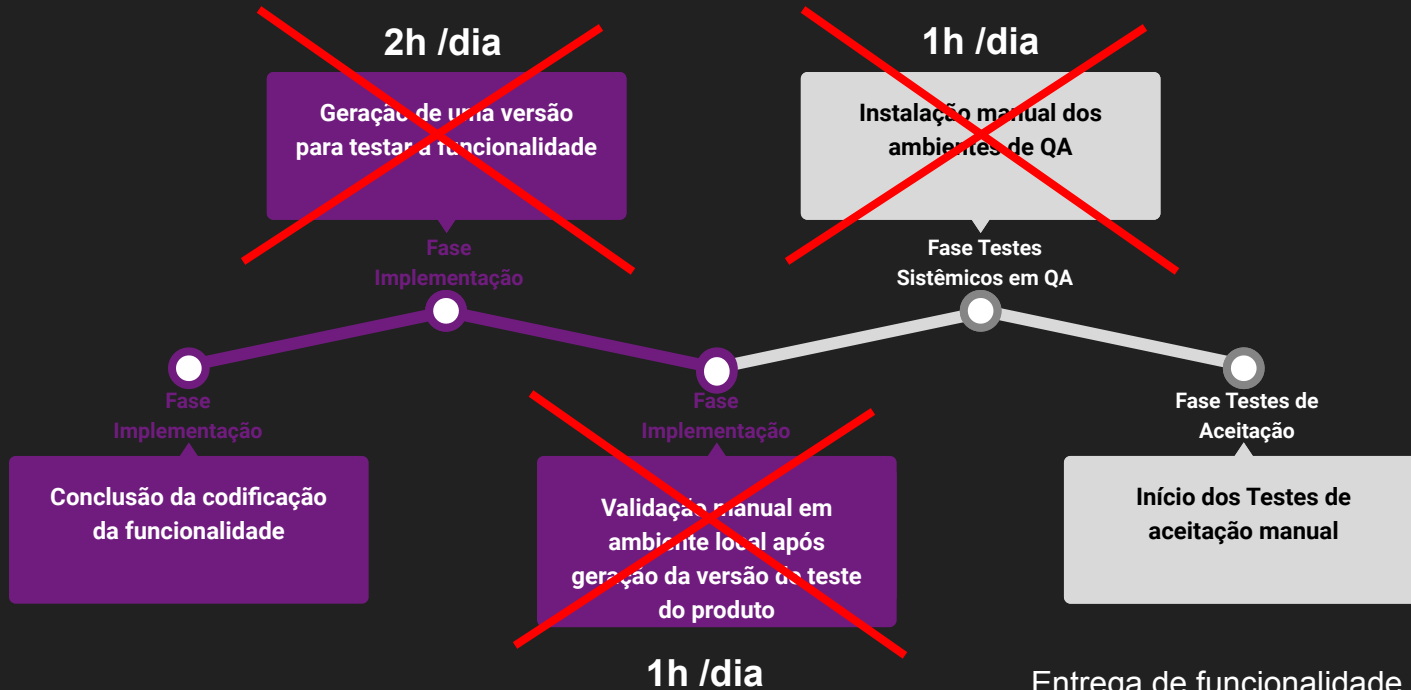 2h /dia
Geração de uma versão
para testar a funcionalidade
Fase
Implementação
1h /dia
Instalação manual dos
ambientes de QA
Fase Testes
Sistêmicos em QA
Fase
Implementação
Conclusão da codificação
da funcionalidade
Fase
Implementação
Validação manual em
ambiente local após
geração da versão de teste
do produto
1h /dia
Fase Testes de
Aceitação
Início dos Testes de
aceitação manual
Entrega de funcionalidade